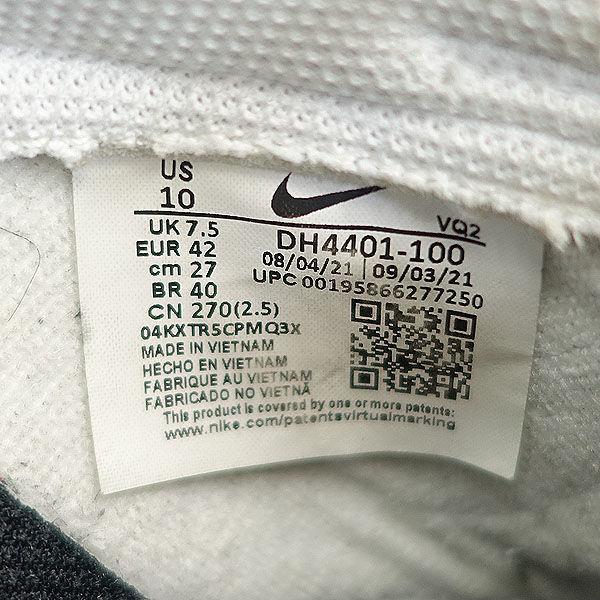 US
10
VQ2
UK 7.5
EUR 42
cm 27
BR 40
CN 270(2.5)
DH4401-100
08/04/21 | 09/03/21
UPC 00195866277250
04KXTR5CPMQ3X
MADE IN VIETNAM
HECHO EN VIETNAM
FABRIQUE AU VIETNAM
FABRICADO NO VIETNÃ
This product is covered by one or more patents:
www.nike.com/patentsvirtualmarking